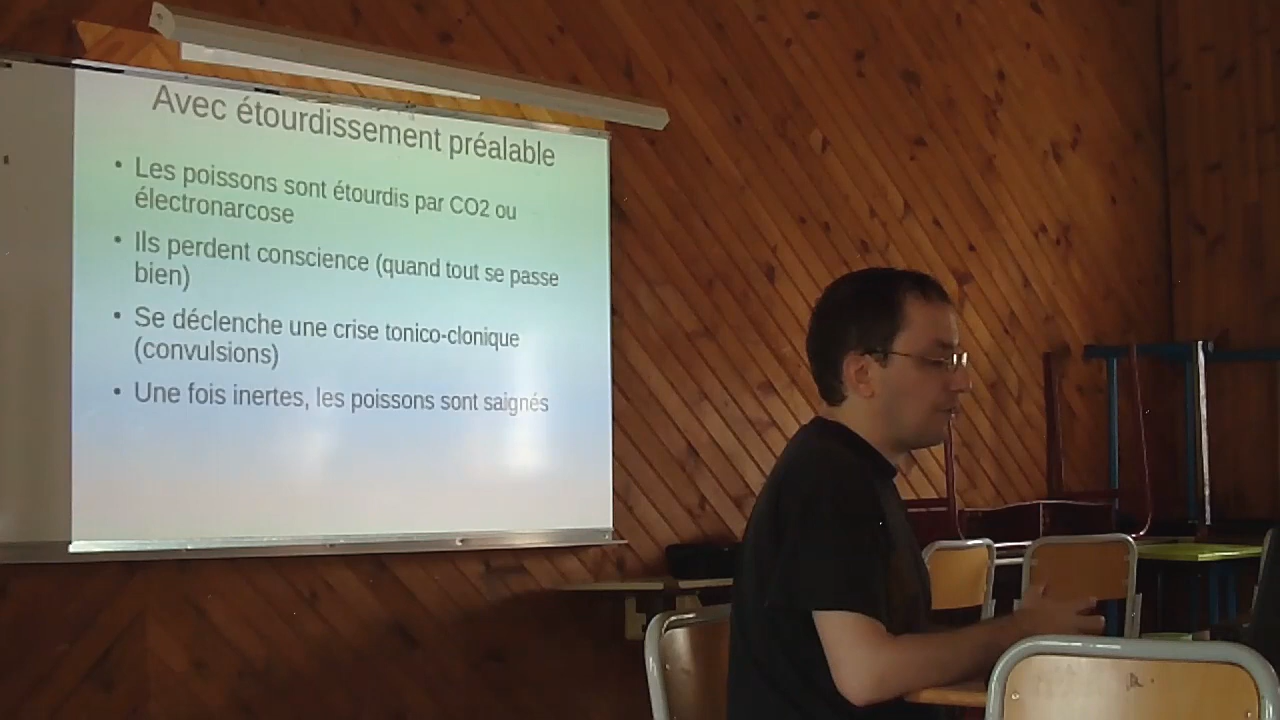 Avec étourdissement préalable
• Les poissons sont étourdis par CO2 ou
électronarcose
• Ils perdent conscience (quand tout se passe
bien)
• Se déclenche une crise tonico-clonique
(convulsions)
• Une fois inertes, les poissons sont saignés